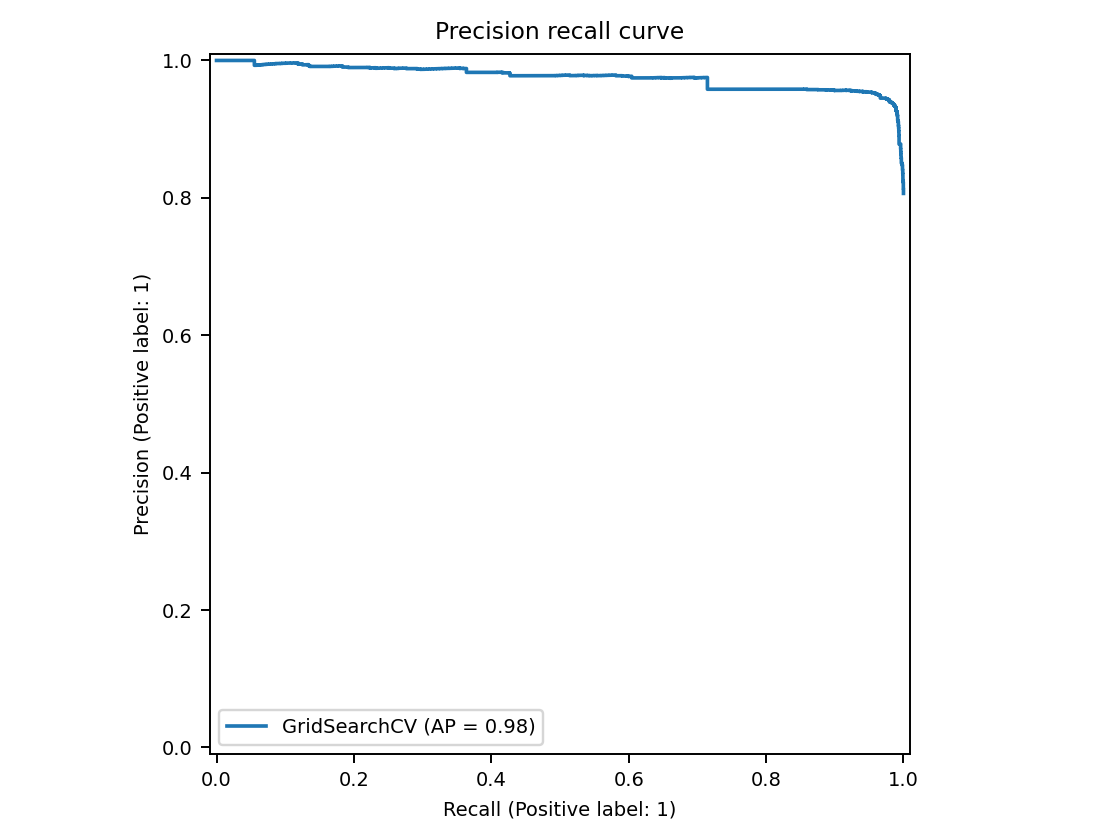 Precision recall curve
1.0
0.8
0.6
0.4
0.2
0.0
Precision (Positive label: 1)
GridSearchCV (AP = 0.98)
0.0 0.2 0.4 0.6 0.8 1.0
Recall (Positive label: 1)